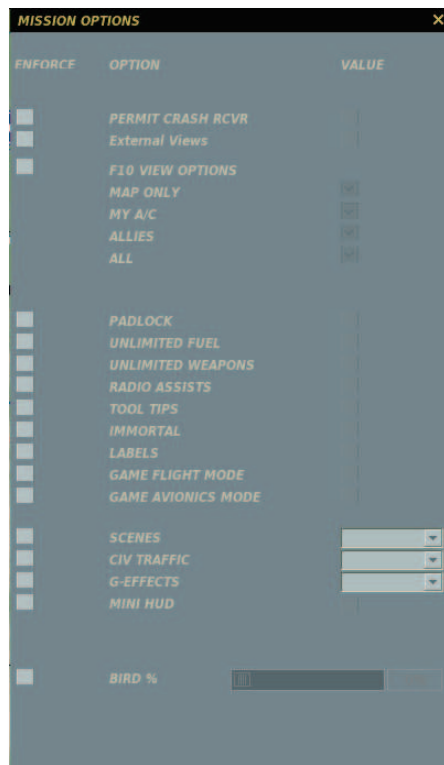 MISSION OPTIONS
ENFORCE OPTION VALUE
PERMIT CRASH RCVR
External Views
F10 VIEW OPTIONS
MAP ONLY
MY A/C
ALLIES
ALL
PADLOCK
UNLIMITED FUEL
UNLIMITED WEAPONS
RADIO ASSISTS
TOOL TIPS
IMMORTAL
LABELS
GAME FLIGHT MODE
GAME AVIONICS MODE
SCENES
CIV TRAFFIC
G-EFFECTS
MINI HUD
BIRD %